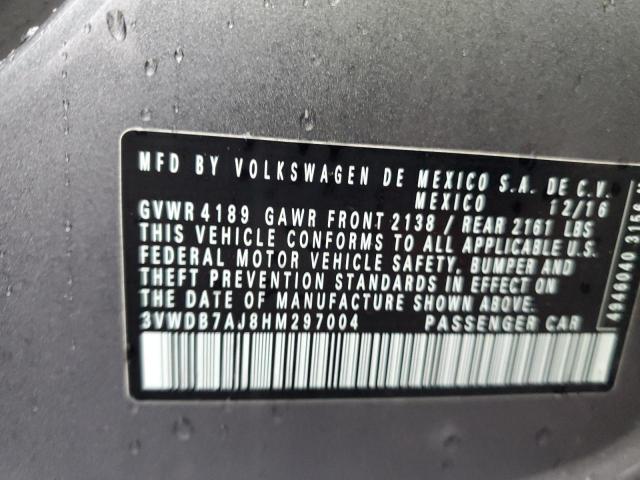 MFD BY VOLKSWAGEN DE MEXICO S.A. DE C.V.
MEXICO 12/16
GVWR 4189 GAWR FRONT 2138 / REAR 2161 LBS
THIS VEHICLE CONFORMS TO ALL APPLICABLE U.S.
FEDERAL MOTOR VEHICLE SAFETY, BUMPER AND
THEFT PREVENTION STANDARDS IN EFFECT ON
THE DATE OF MANUFACTURE SHOWN ABOVE.
3VWDB7AJ8HM297004 PASSENGER CAR